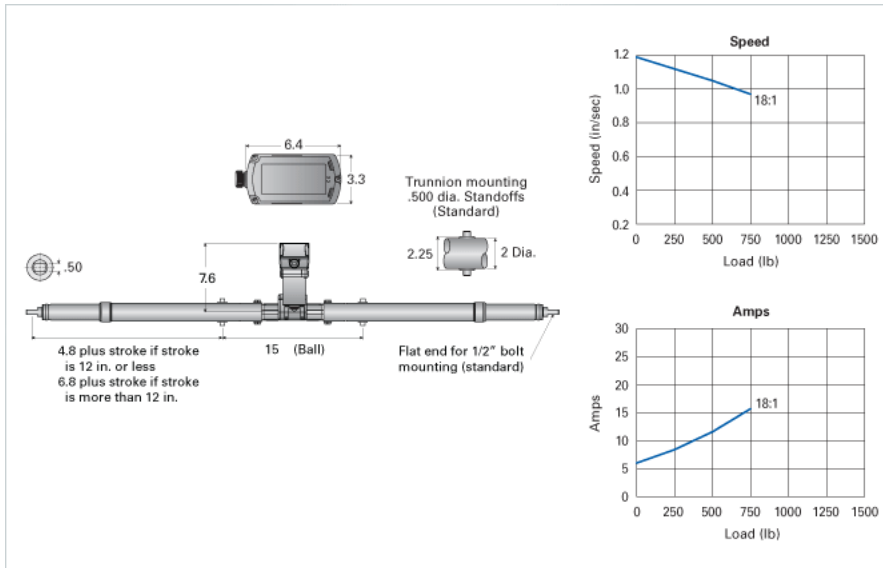 6.4
3.3
Trunnion mounting
.500 dia. Standoffs
(Standard)
2.25
2 Dia.
.50
7.6
15 (Ball)
4.8 plus stroke if stroke
is 12 in. or less
6.8 plus stroke if stroke
is more than 12 in.
Flat end for 1/2" bolt
mounting (standard)
Speed
Speed (in/sec)
1.2
1.0
0.8
0.6
0.4
0.2
18:1
0 250 500 750 1000 1250 1500
Load (lb)
Amps
Amps
30
25
20
15
10
5
0
18:1
0 250 500 750 1000 1250 1500
Load (lb)